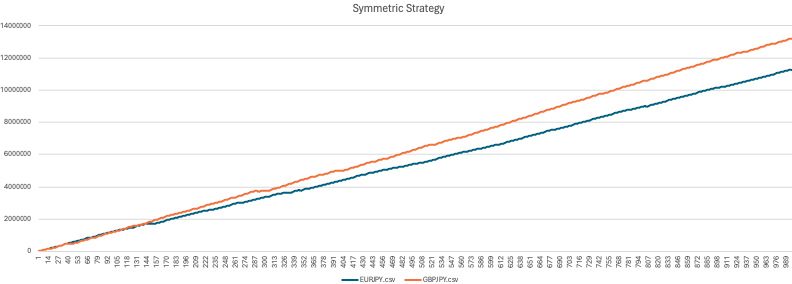 Symmetric Strategy
14000000
12000000
10000000
8000000
6000000
4000000
2000000
0
1 14 27 40 53 66 79 92 105 118 131 144 157 170 183 196 209 222 235 248 261 274 287 300 313 326 339 352 365 378 391 404 417 430 443 456 469 482 495 508 521 534 547 560 573 586 599 612 625 638 651 664 677 690 703 716 729 742 755 768 781 794 807 820 833 846 859 872 885 898 911 924 937 950 963 976 989
EURJPY.csv GBPJPY.csv